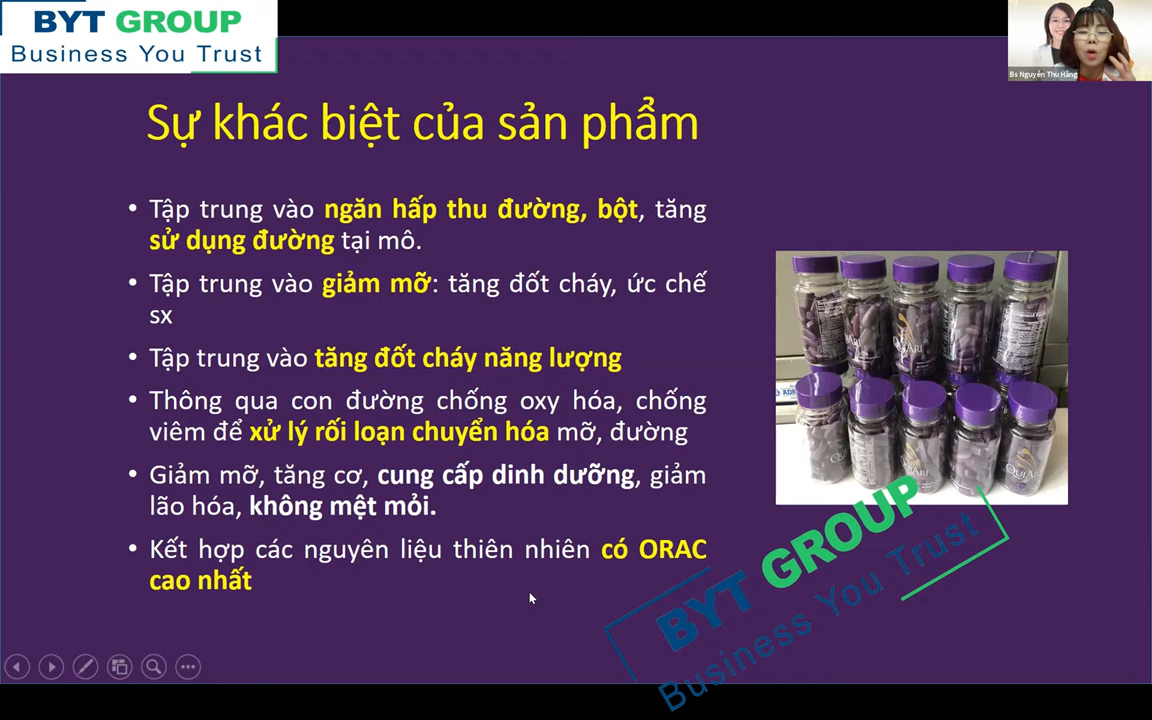 BYT GROUP
Business You Trust
Bs Nguyễn Thu Hằng
Sự khác biệt của sản phẩm
• Tập trung vào ngăn hấp thu đường, bột, tăng
sử dụng đường tại mô.
• Tập trung vào giảm mỡ: tăng đốt cháy, ức chế
sx
• Tập trung vào tăng đốt cháy năng lượng
• Thông qua con đường chống oxy hóa, chống
viêm để xử lý rối loạn chuyển hóa mỡ, đường
• Giảm mỡ, tăng cơ, cung cấp dinh dưỡng, giảm
lão hóa, không mệt mỏi.
• Kết hợp các nguyên liệu thiên nhiên có ORAC
cao nhất
QUIARI
BYT GROUP
Business You Trust